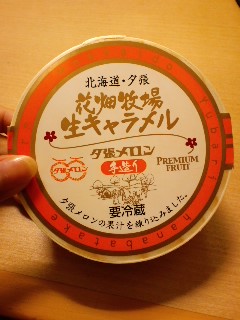 北海道・夕張
花畑牧場
生キャラメル
夕張メロン
手造り
夕張メロン
PREMIUM
FRUIT
要冷蔵
夕張メロンの果汁を練り込みました。
Yubari
hanabatake